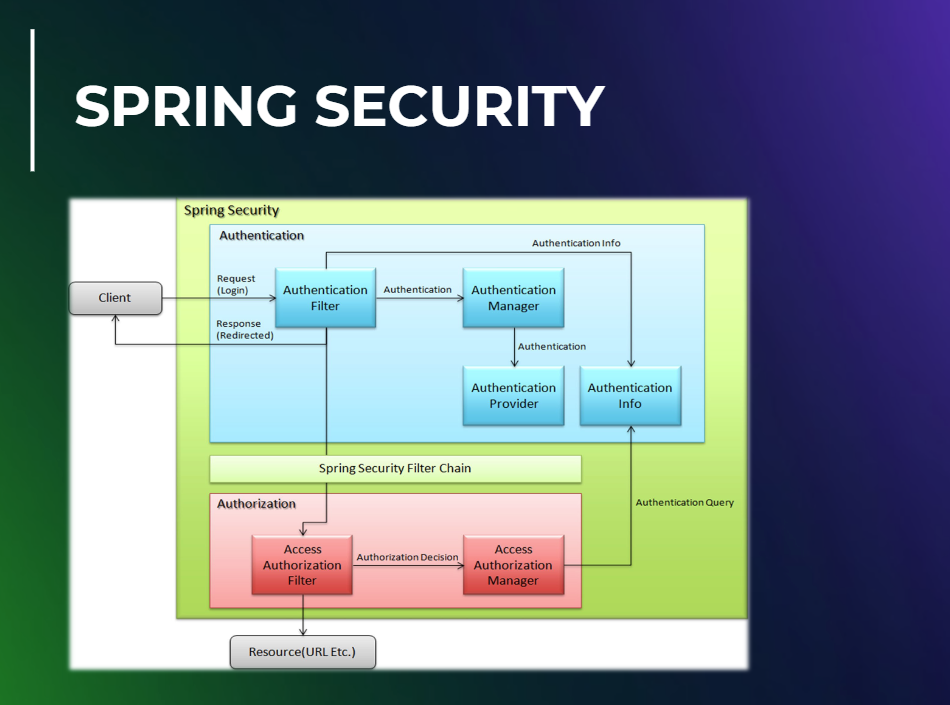 SPRING SECURITY
Spring Security
Authentication
Authentication Info
Request
(Login)
Client
Authentication
Filter
Authentication
Authentication
Manager
Response
(Redirected)
Authentication
Authentication
Provider
Authentication
Info
Spring Security Filter Chain
Authorization
Authentication Query
Access
Authorization
Filter
Authorization Decision
Access
Authorization
Manager
Resource(URL Etc.)